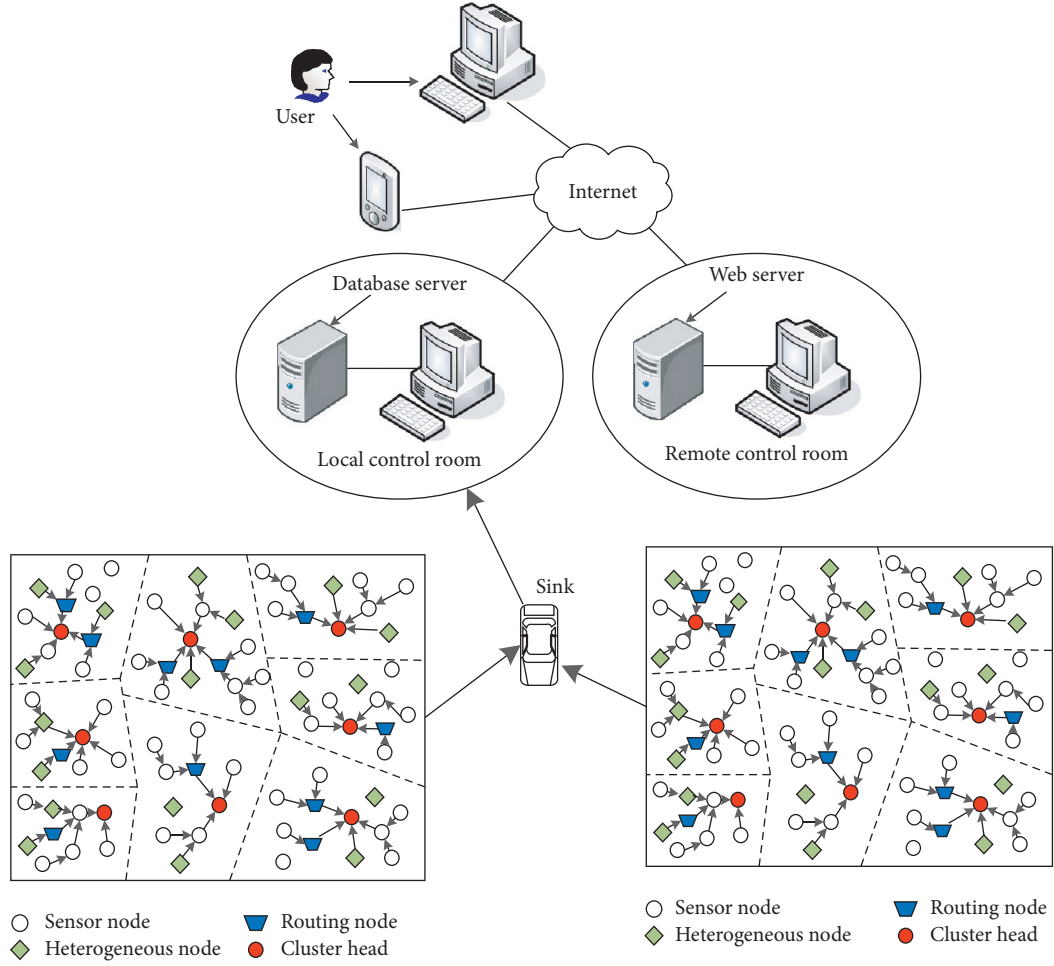 User
Internet
Database server
Web server
Local control room
Remote control room
Sink
Sensor node
Routing node
Heterogeneous node
Cluster head
Sensor node
Routing node
Heterogeneous node
Cluster head